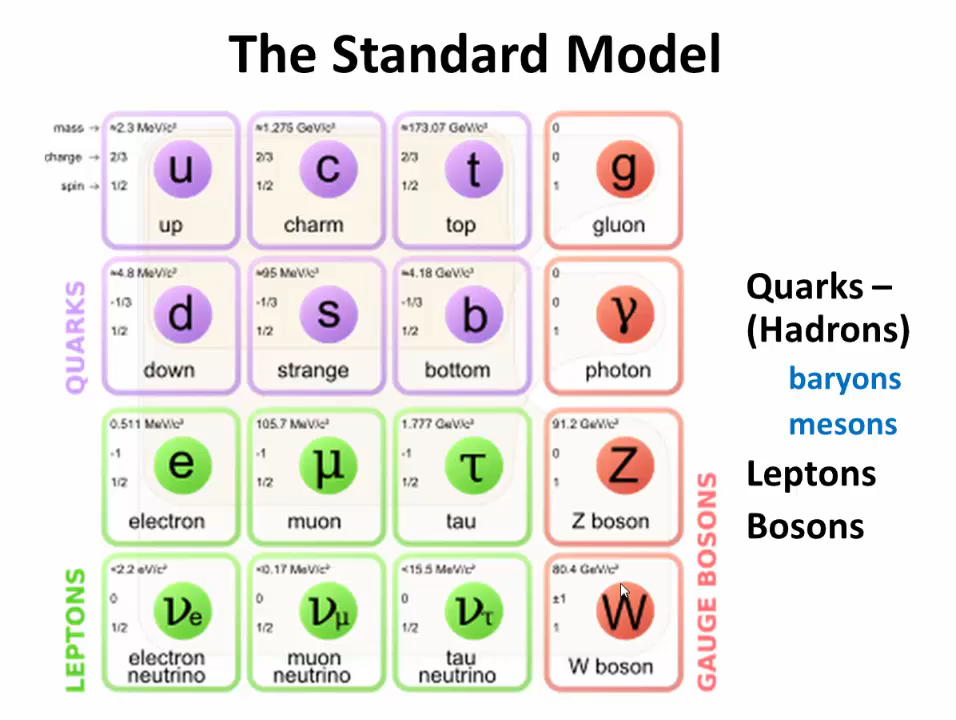 The Standard Model
mass → ≈2.3 MeV/c² ≈1.275 GeV/c² ≈173.07 GeV/c² 0
charge → 2/3 2/3 2/3 0
spin → 1/2 1/2 1/2 1
u c t g
up charm top gluon
≈4.8 MeV/c² ≈95 MeV/c² ≈4.18 GeV/c² 0
-1/3 -1/3 -1/3 0
1/2 1/2 1/2 1
d s b γ
down strange bottom photon
QUARKS
0.511 MeV/c² 105.7 MeV/c² 1.777 GeV/c² 91.2 GeV/c²
-1 -1 -1 0
1/2 1/2 1/2 1
e μ τ Z
electron muon tau Z boson
<2.2 eV/c² <0.17 MeV/c² <15.5 MeV/c² 80.4 GeV/c²
0 0 0 ±1
1/2 1/2 1/2 1
νe νμ ντ W
electron neutrino muon neutrino tau neutrino W boson
LEPTONS
GAUGE BOSONS
Quarks –
(Hadrons)
baryons
mesons
Leptons
Bosons